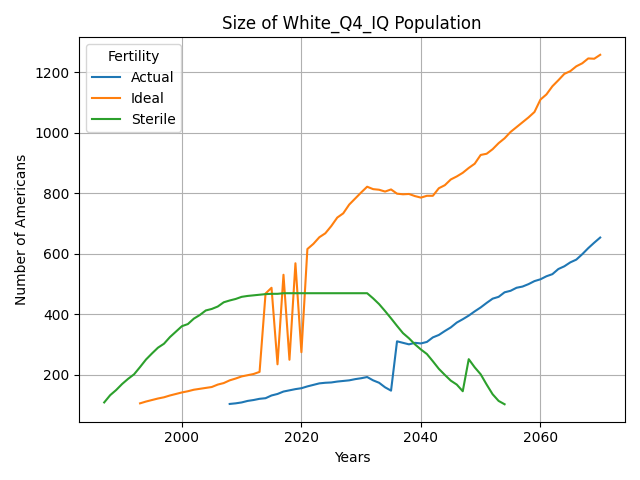 Size of White_Q4_IQ Population
Fertility
Actual
Ideal
Sterile
Number of Americans
1200
1000
800
600
400
200
2000
2020
2040
2060
Years